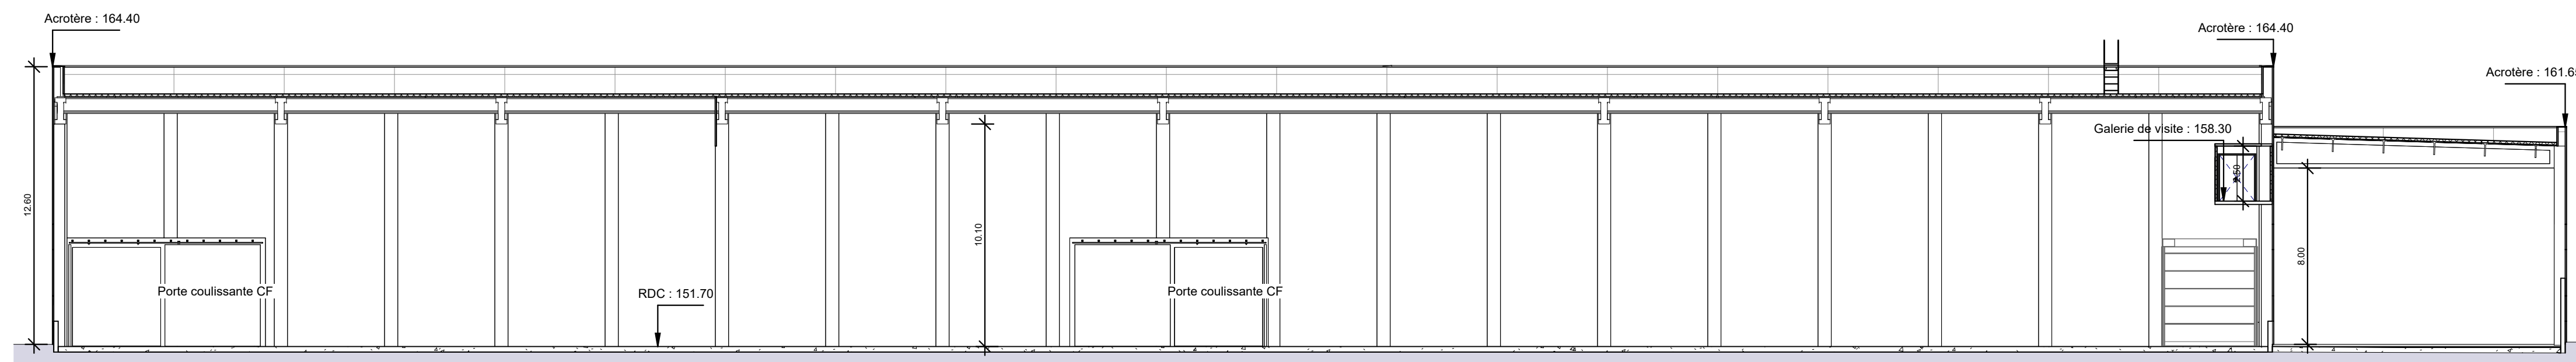 Acrotère : 164.40
Acrotère : 164.40
Acrotère : 161.6
Galerie de visite : 158.30
12.60
10.10
8.00
Porte coulissante CF
RDC : 151.70
Porte coulissante CF